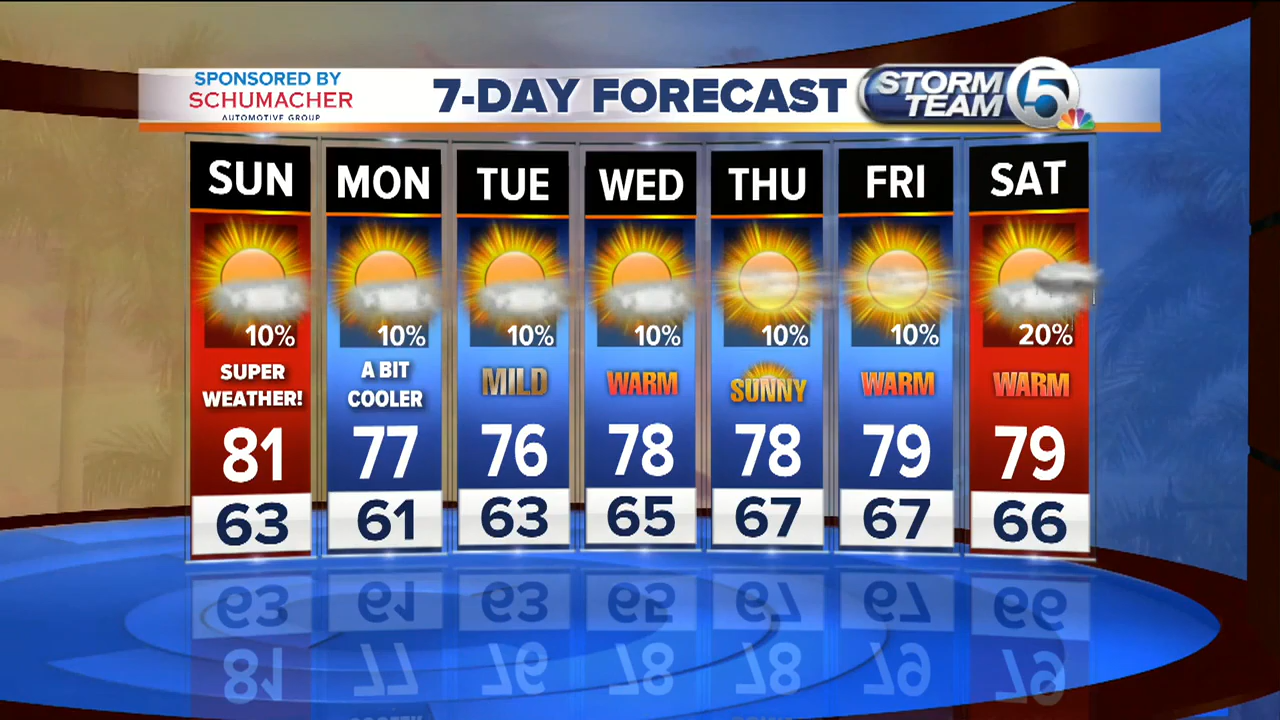 SPONSORED BY
SCHUMACHER
AUTOMOTIVE GROUP
7-DAY FORECAST
STORM
TEAM
5
SUN MON TUE WED THU FRI SAT
10% 10% 10% 10% 10% 10% 20%
SUPER
WEATHER!
A BIT
COOLER
MILD
WARM
SUNNY
WARM
WARM
81 77 76 78 78 79 79
63 61 63 65 67 67 66